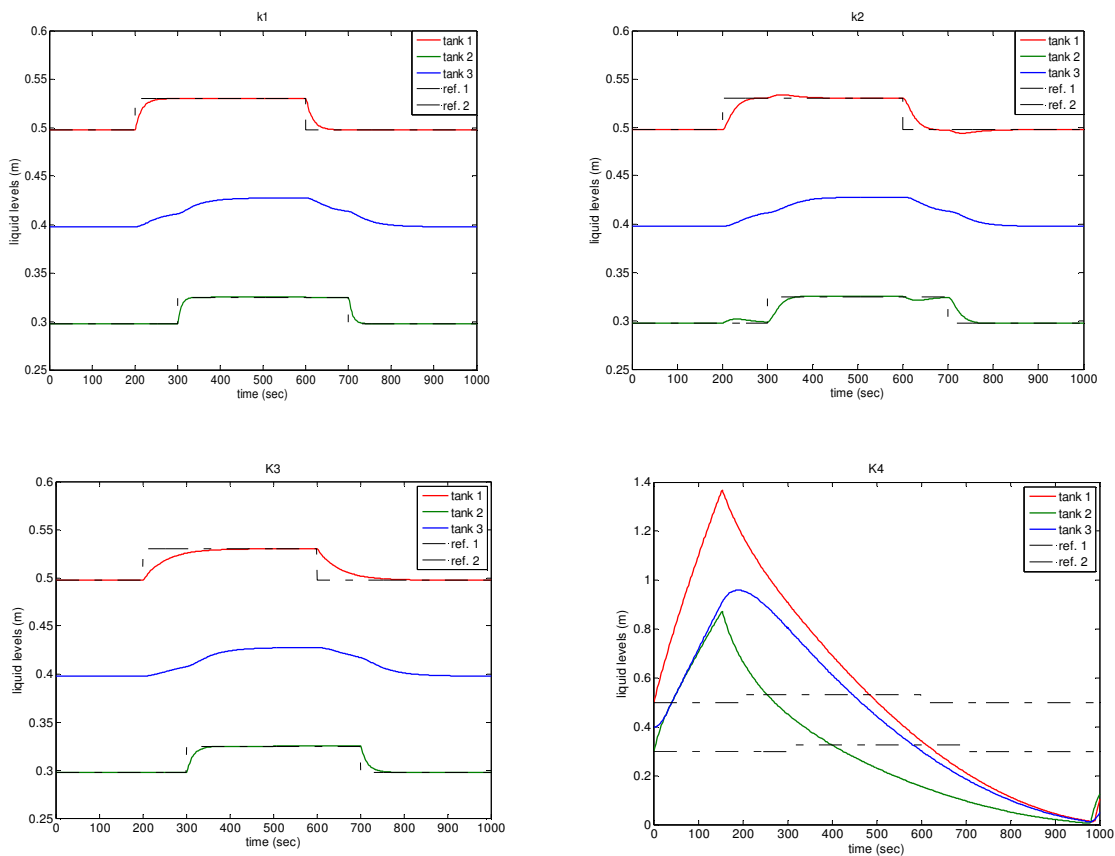 k1
0.6
0.55
0.5
0.45
0.4
0.35
0.3
0.25
liquid levels (m)
0 100 200 300 400 500 600 700 800 900 1000
time (sec)
tank 1
tank 2
tank 3
ref. 1
ref. 2
k2
0.6
0.55
0.5
0.45
0.4
0.35
0.3
0.25
liquid levels (m)
0 100 200 300 400 500 600 700 800 900 1000
time (sec)
tank 1
tank 2
tank 3
ref. 1
ref. 2
K3
0.6
0.55
0.5
0.45
0.4
0.35
0.3
0.25
liquid levels (m)
0 100 200 300 400 500 600 700 800 900 1000
time (sec)
tank 1
tank 2
tank 3
ref. 1
ref. 2
K4
1.4
1.2
1
0.8
0.6
0.4
0.2
0
liquid levels (m)
0 100 200 300 400 500 600 700 800 900 1000
time (sec)
tank 1
tank 2
tank 3
ref. 1
ref. 2